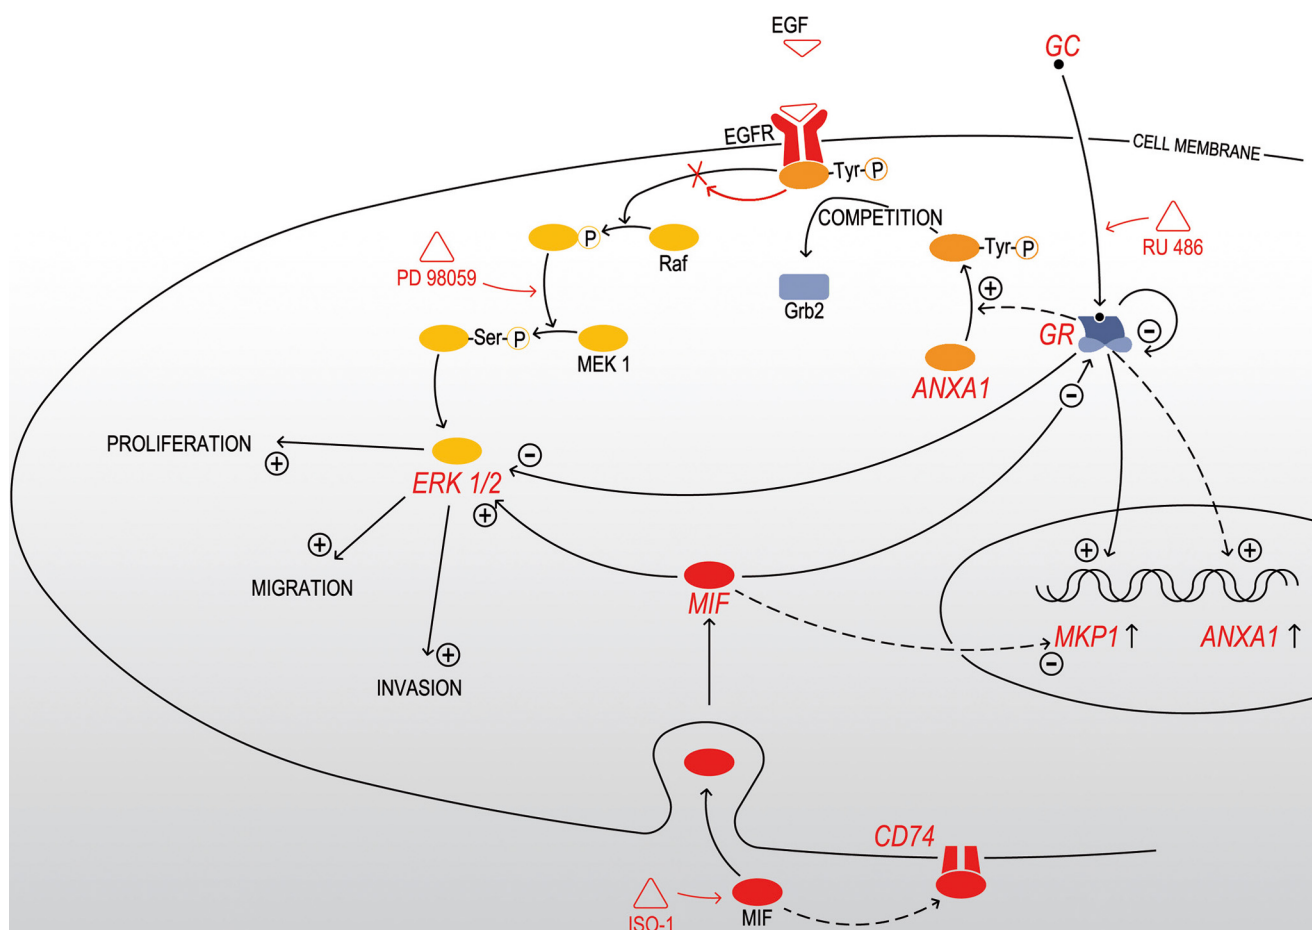 EGF
GC
EGFR
CELL MEMBRANE
-Tyr-P
COMPETITION
P
Raf
-Tyr-P
RU 486
PD 98059
+
Grb2
GR
-
-Ser-P
MEK 1
ANXA1
-
PROLIFERATION
+
-
ERK 1/2
+
+
+
+
MIGRATION
MIF
MKP1 ↑
ANXA1 ↑
+
-
INVASION
CD74
ISO-1
MIF